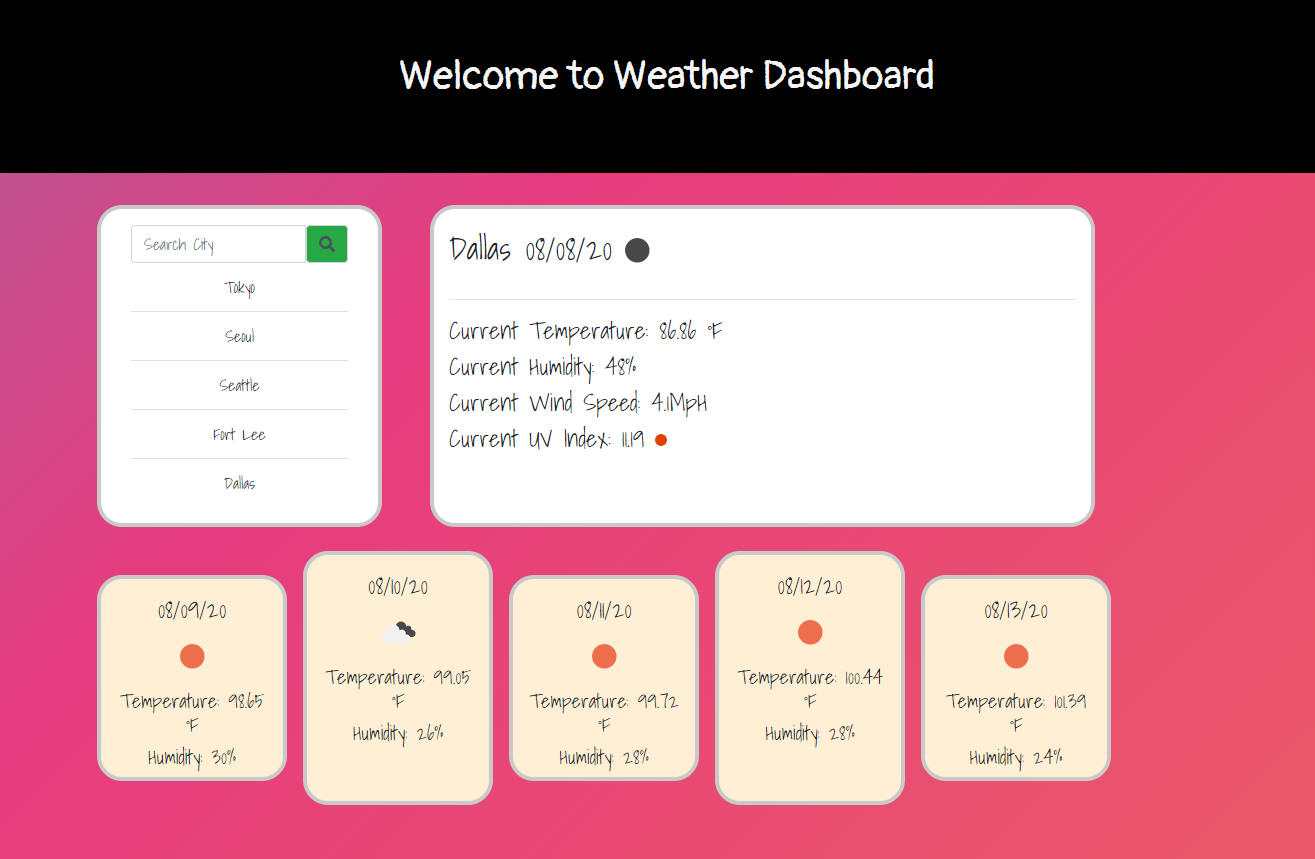 Welcome to Weather Dashboard
Search City
Tokyo
Seoul
Seattle
Fort Lee
Dallas
Dallas 08/08/20
Current Temperature: 86.86 °F
Current Humidity: 48%
Current Wind Speed: 4.1MpH
Current UV Index: 11.19
08/09/20
Temperature: 98.65
°F
Humidity: 30%
08/10/20
Temperature: 99.05
°F
Humidity: 26%
08/11/20
Temperature: 99.72
°F
Humidity: 28%
08/12/20
Temperature: 100.44
°F
Humidity: 28%
08/13/20
Temperature: 101.39
°F
Humidity: 24%